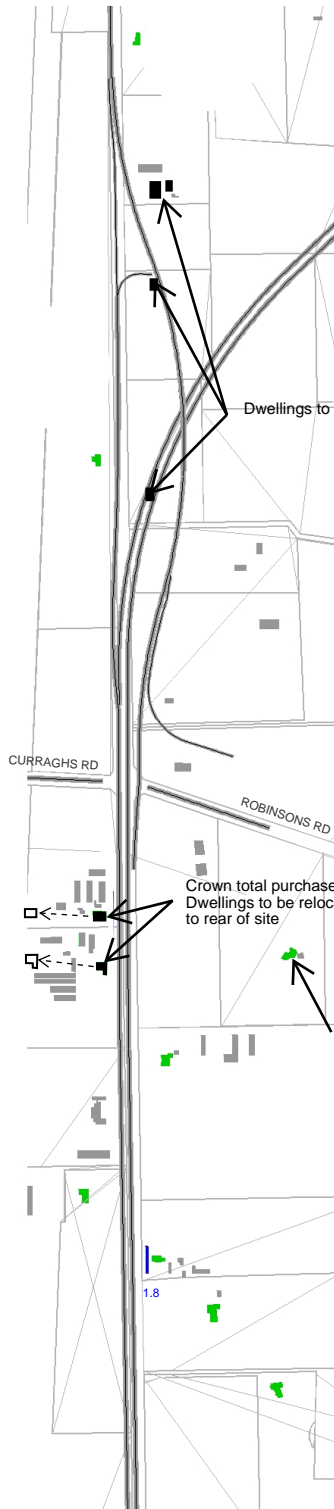 Dwellings to
CURRAGHS RD
ROBINSONS RD
Crown total purchase
Dwellings to be reloc
to rear of site
1.8